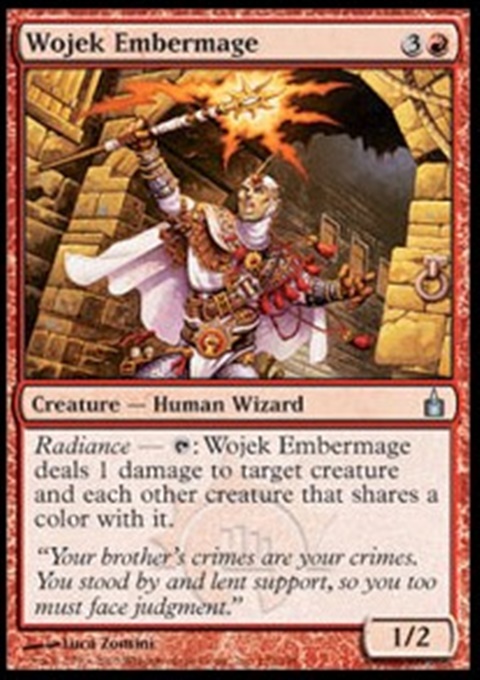 Wojek Embermage 3
Creature — Human Wizard
Radiance — : Wojek Embermage
deals 1 damage to target creature
and each other creature that shares a
color with it.
“Your brother’s crimes are your crimes.
You stood by and lent support, so you too
must face judgment.”
1/2